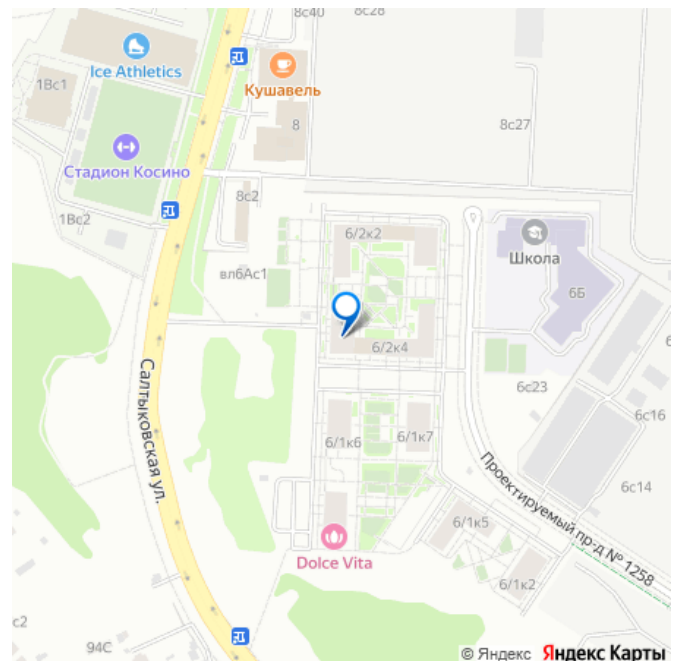 8с40
8с28
Ice Athletics
1Вс1
Кушавель
8
8с27
Стадион Косино
8с2
1Вс2
6/2к2
Школа
6Б
вл6Ас1
6/2к4
6с23
6с16
Салтыковская ул.
6/1к6
6/1к7
Проектируемый пр-д № 1258
6с14
6/1к5
Dolce Vita
6/1к2
с2
94С
© Яндекс Яндекс Карты